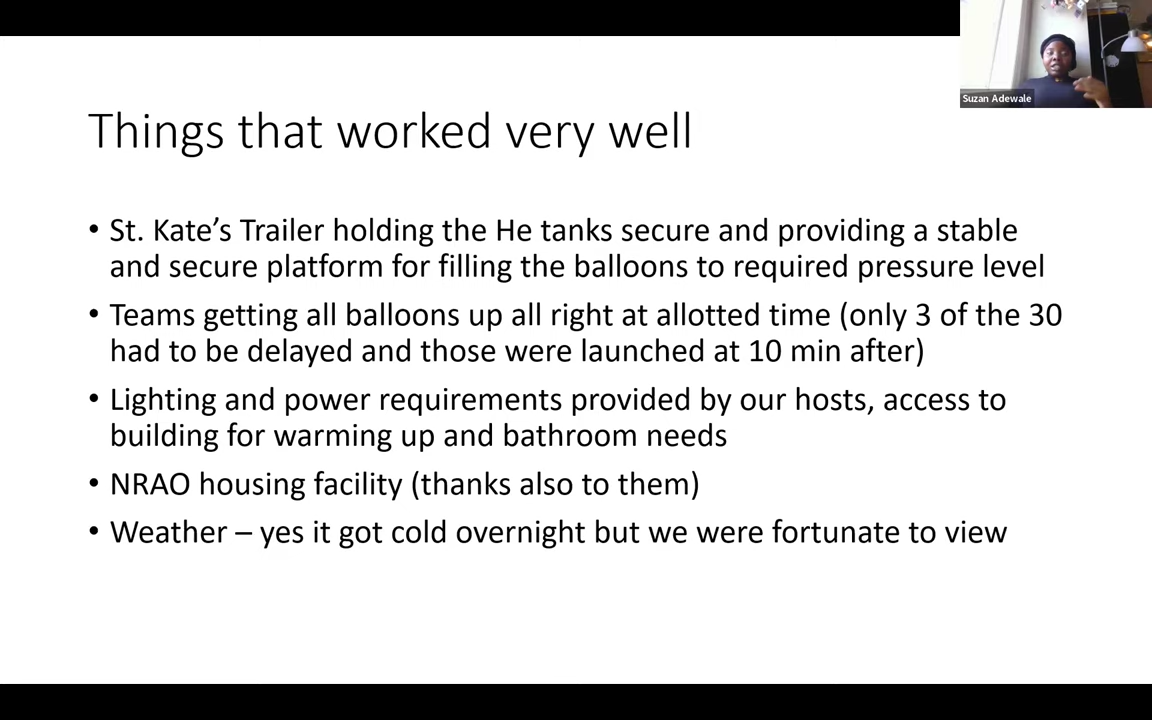 Suzan Adewale
Things that worked very well
• St. Kate’s Trailer holding the He tanks secure and providing a stable
and secure platform for filling the balloons to required pressure level
• Teams getting all balloons up all right at allotted time (only 3 of the 30
had to be delayed and those were launched at 10 min after)
• Lighting and power requirements provided by our hosts, access to
building for warming up and bathroom needs
• NRAO housing facility (thanks also to them)
• Weather – yes it got cold overnight but we were fortunate to view